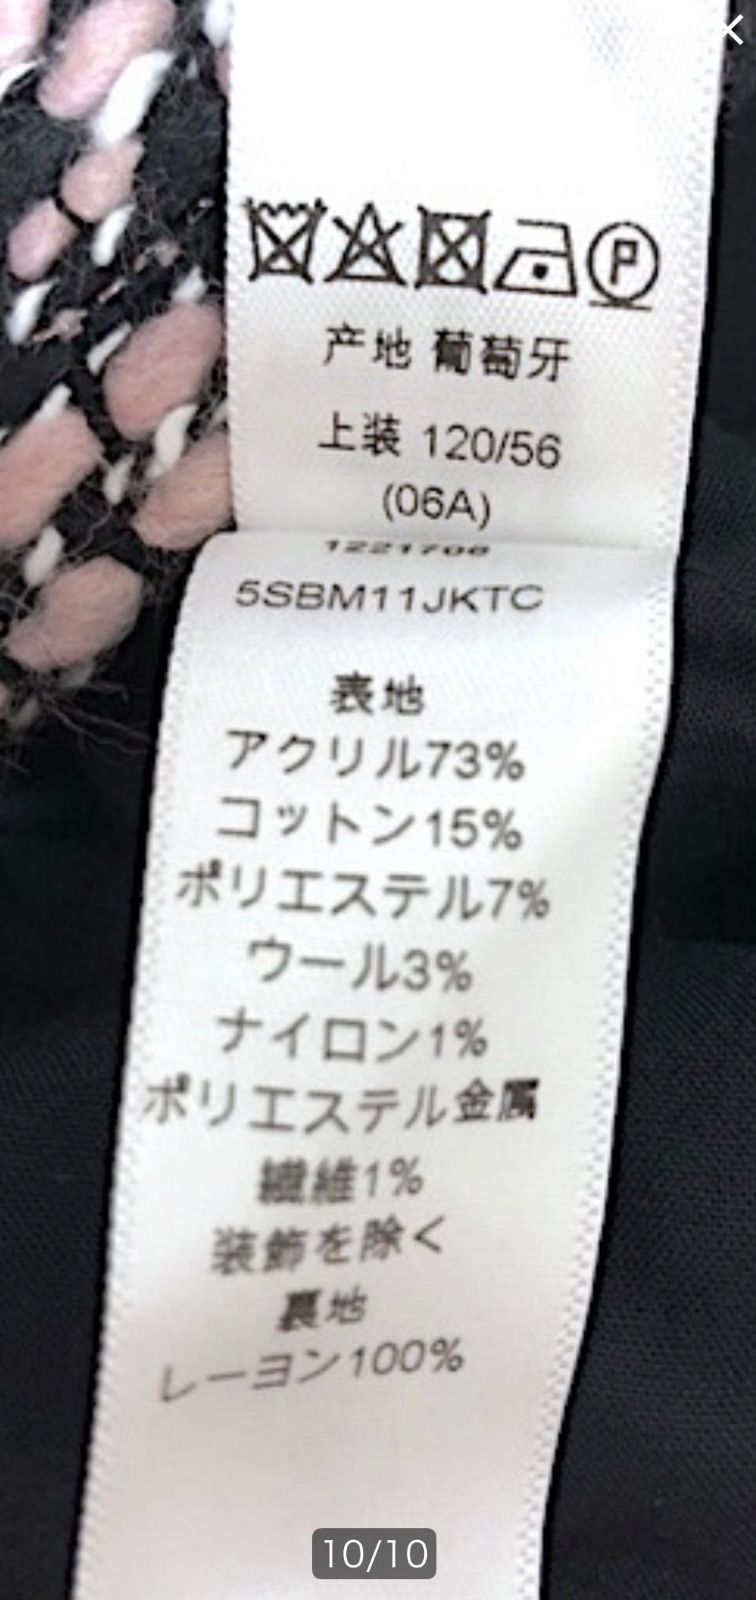 产地 葡萄牙
上装 120/56
(06A)
1221708
5SBM11JKTC
表地
アクリル73%
コットン15%
ポリエステル7%
ウール3%
ナイロン1%
ポリエステル金属
繊維1%
装飾を除く
裏地
レーヨン100%
10/10